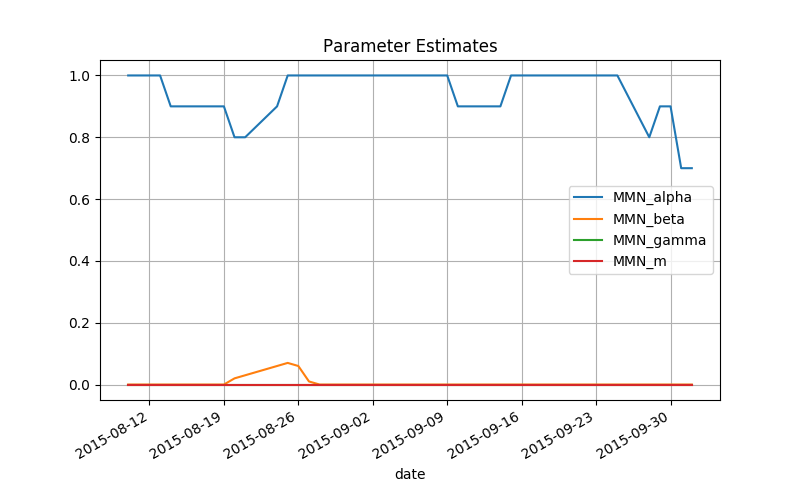 Parameter Estimates
1.0
0.8
0.6
0.4
0.2
0.0
MMN_alpha
MMN_beta
MMN_gamma
MMN_m
2015-08-12
2015-08-19
2015-08-26
2015-09-02
2015-09-09
2015-09-16
2015-09-23
2015-09-30
date